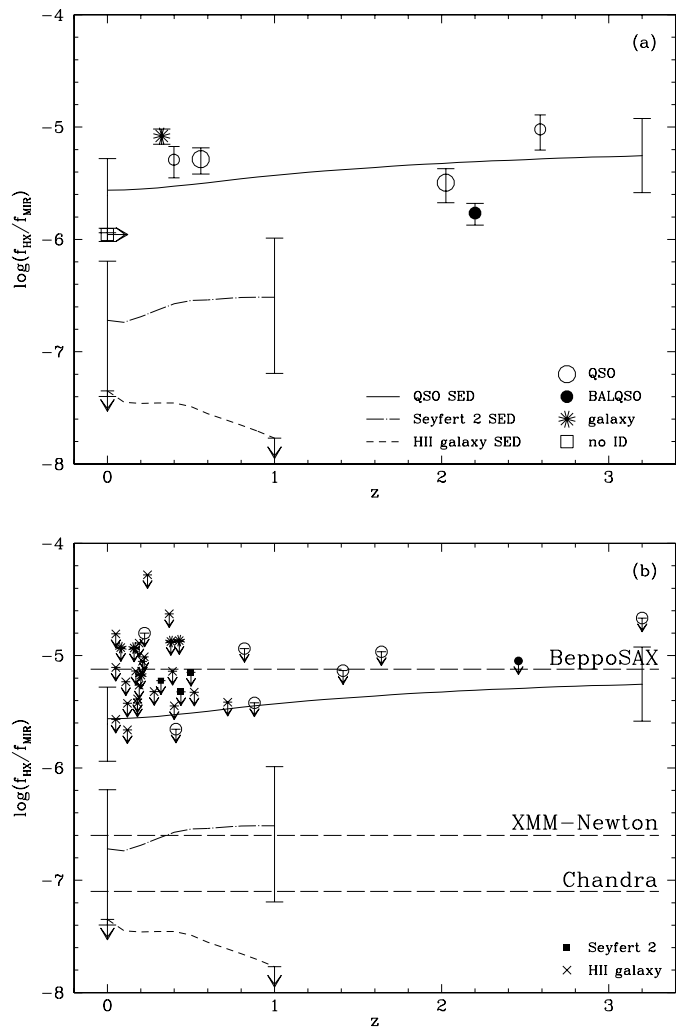 -4
(a)
-5
-6
-7
-8
log(f_HX/f_MIR)
QSO SED
Seyfert 2 SED
HII galaxy SED
QSO
BALQSO
galaxy
no ID
0
1
2
3
z
-4
(b)
-5
-6
-7
-8
log(f_HX/f_MIR)
BeppoSAX
XMM-Newton
Chandra
Seyfert 2
HII galaxy
0
1
2
3
z